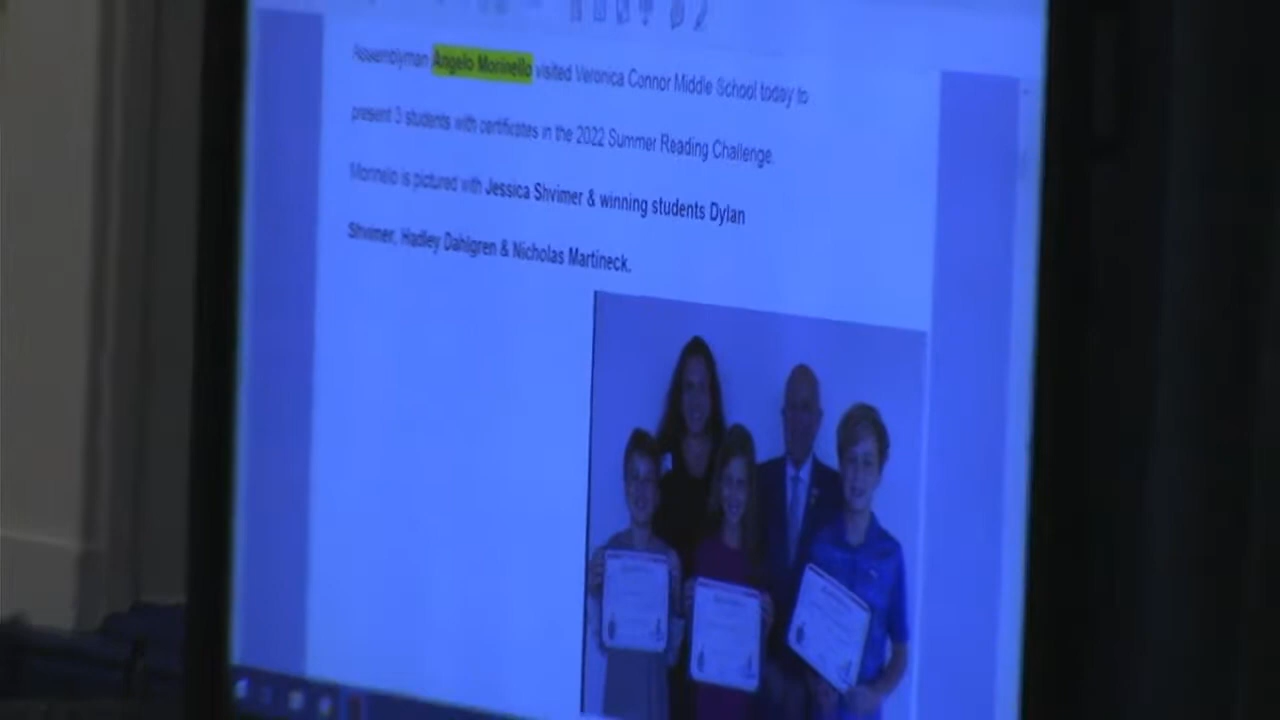 Assemblyman Angelo Morinello visited Veronica Connor Middle School today to
present 3 students with certificates in the 2022 Summer Reading Challenge.
Morinello is pictured with Jessica Shvimer & winning students Dylan
Shvimer, Hadley Dahlgren & Nicholas Martineck.